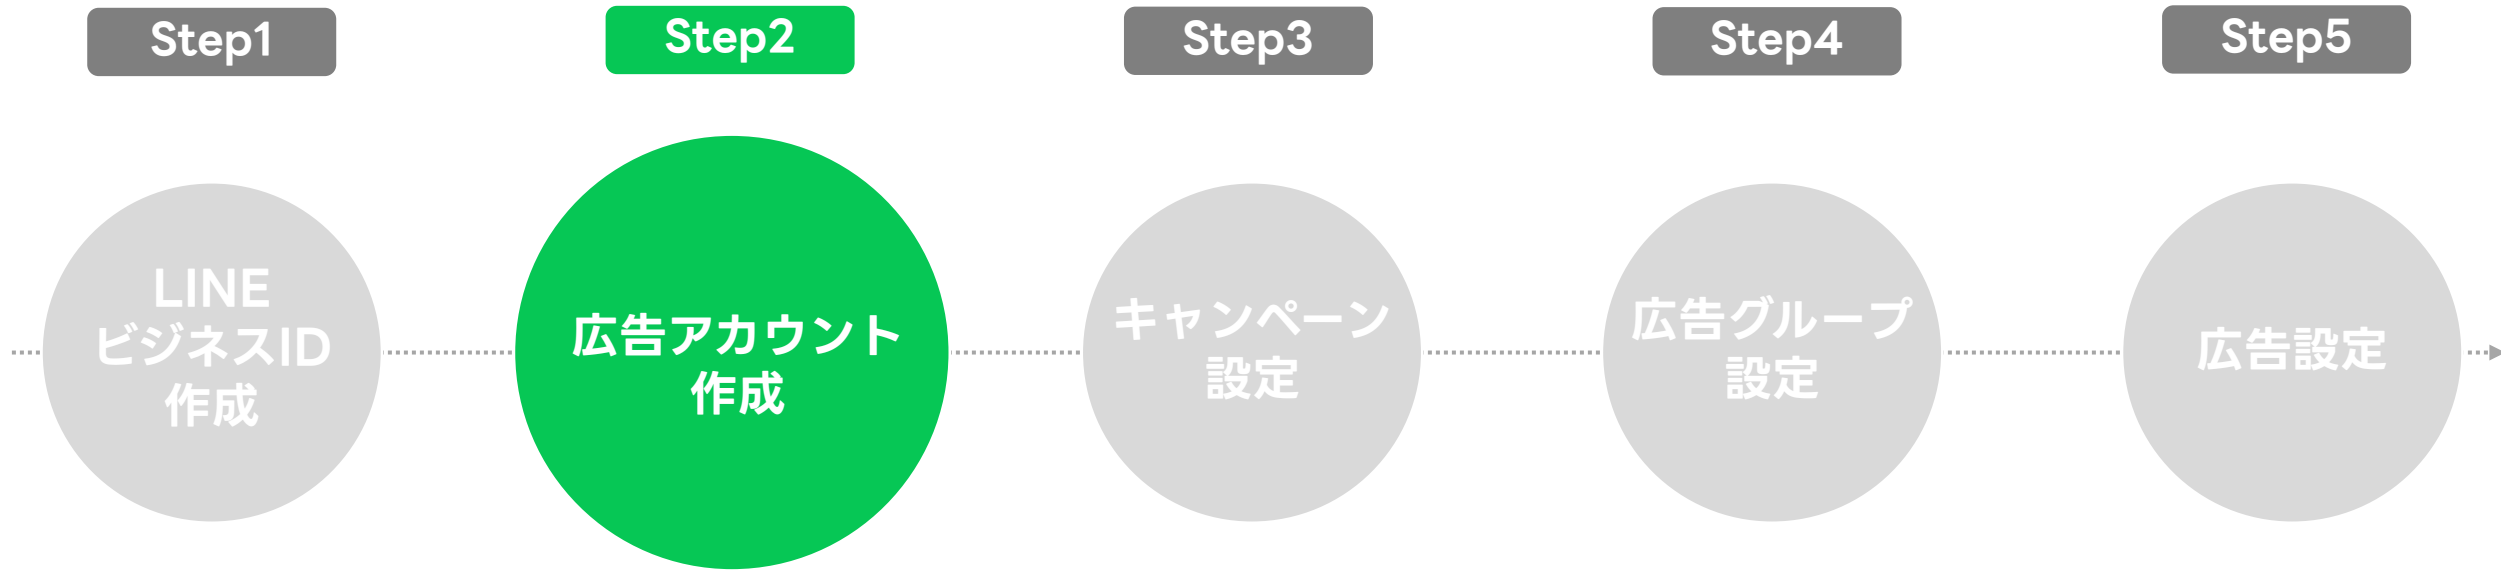 Step1
Step2
Step3
Step4
Step5
LINE
ビジネスID
広告アカウント
作成
キャンペーン
設定
広告グループ
設定
広告設定